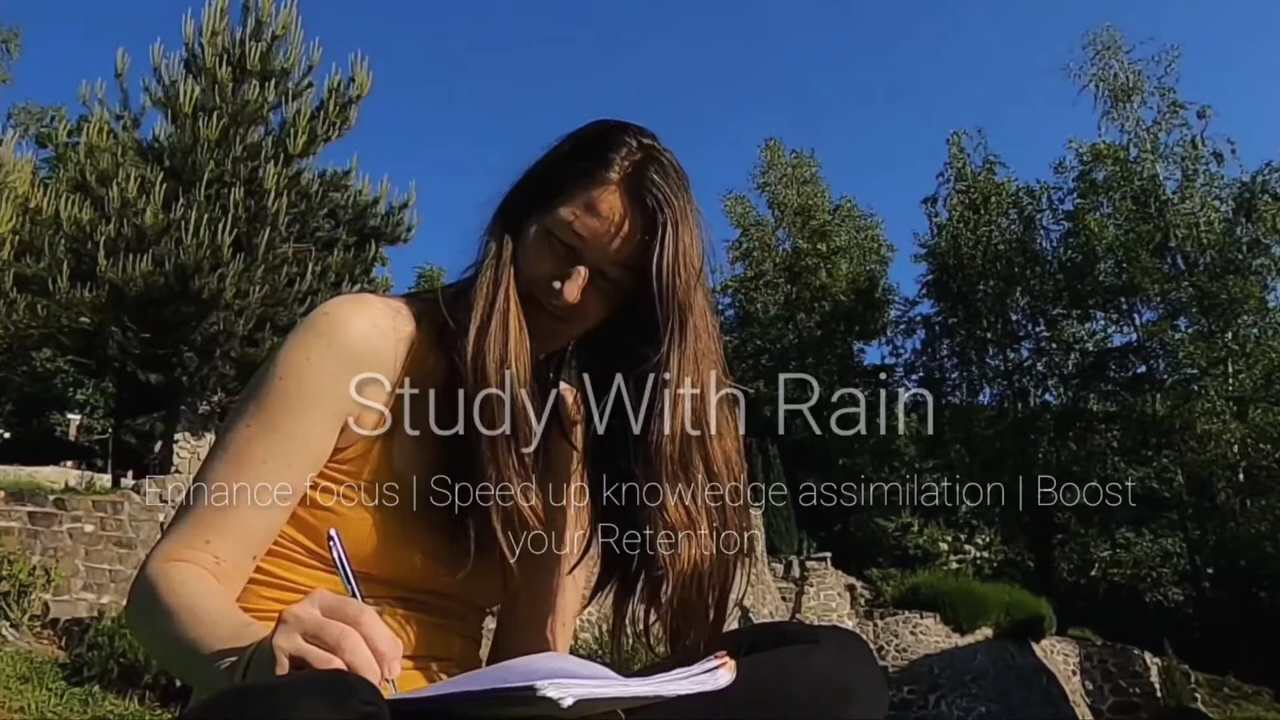 Study With Rain
Enhance focus | Speed up knowledge assimilation | Boost
your Retention